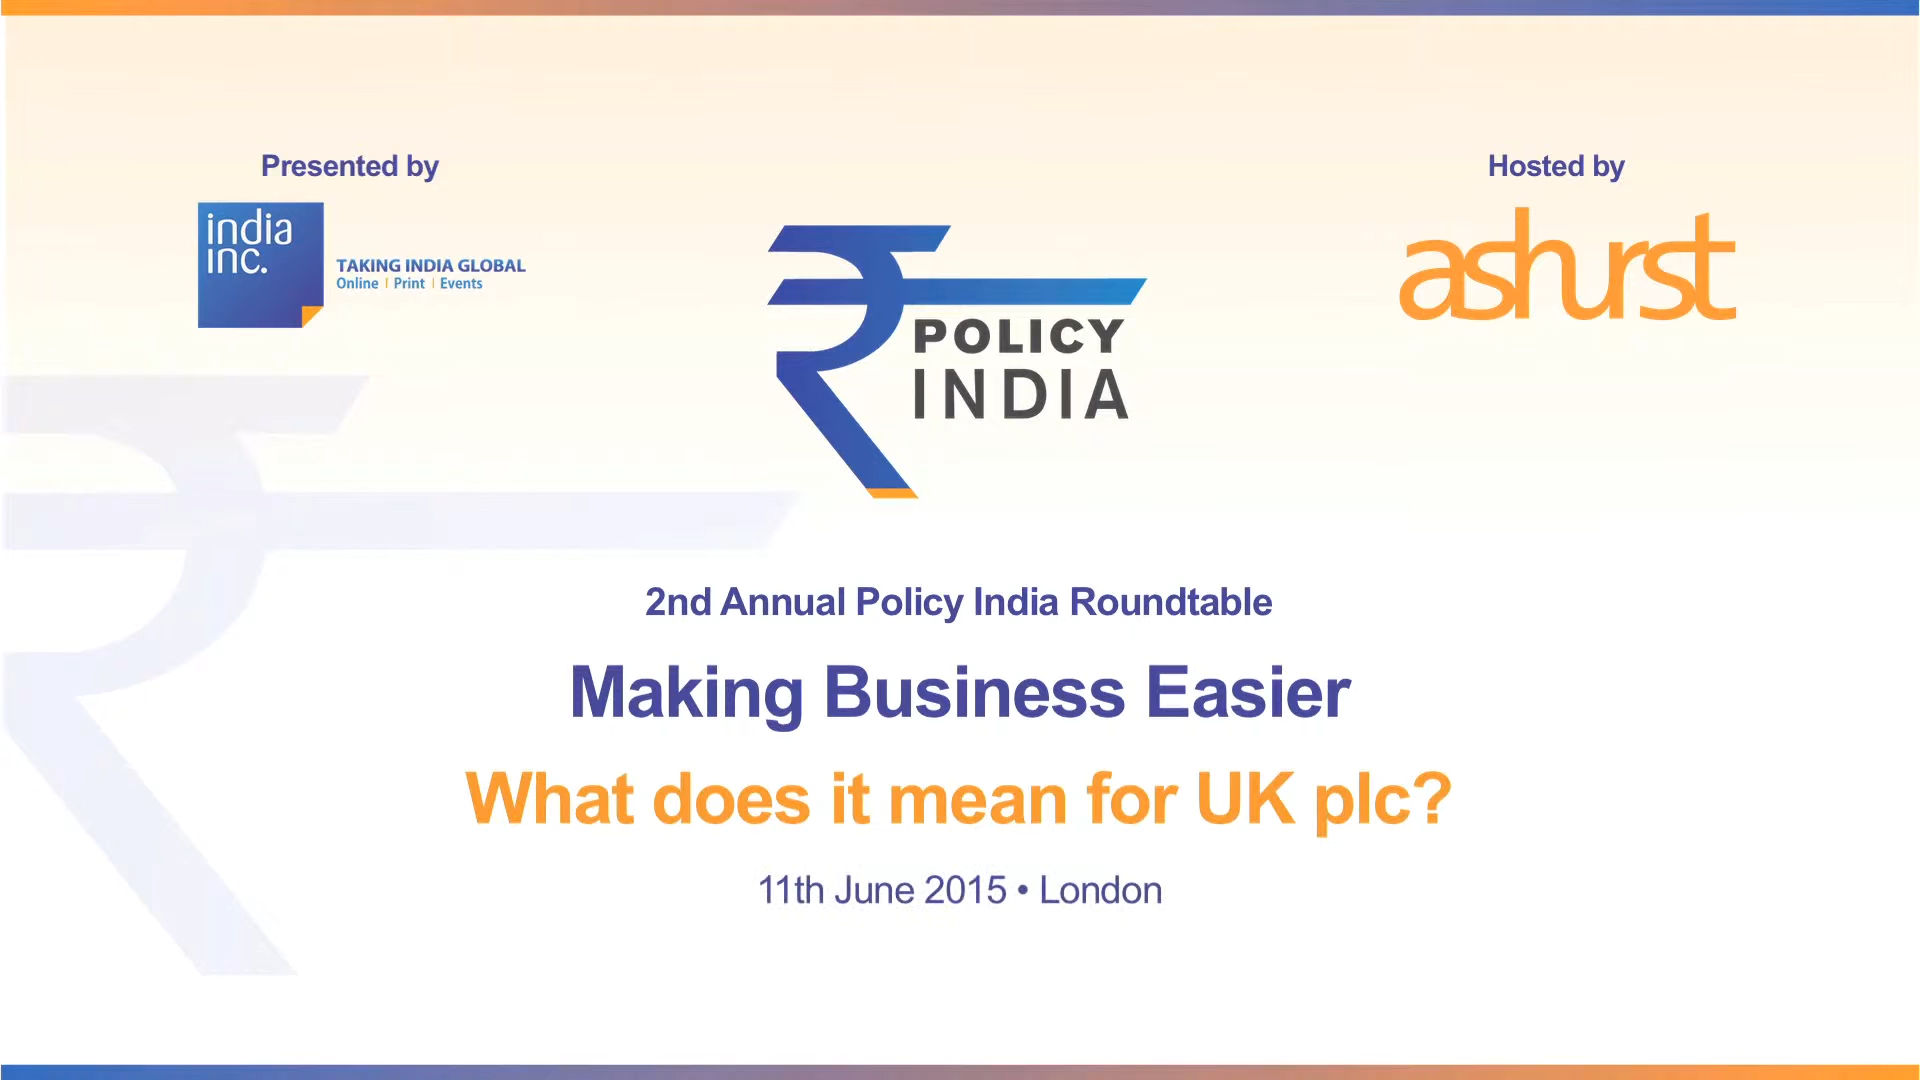 Presented by
india
inc.
TAKING INDIA GLOBAL
Online | Print | Events
POLICY
INDIA
Hosted by
ashurst
2nd Annual Policy India Roundtable
Making Business Easier
What does it mean for UK plc?
11th June 2015 • London